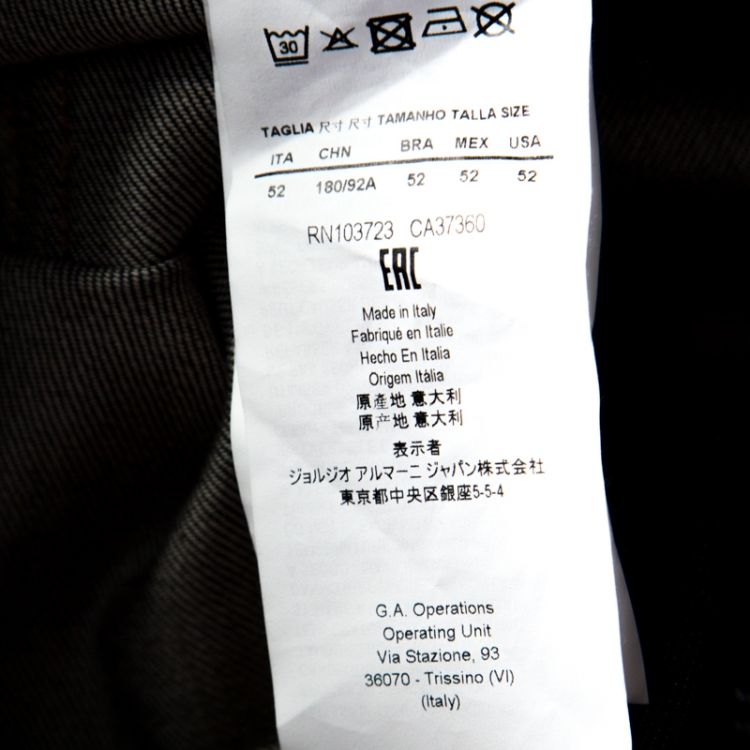 30
TAGLIA 尺寸 尺寸 TAMANHO TALLA SIZE
ITA CHN BRA MEX USA
52 180/92A 52 52 52
RN103723 CA37360
EAC
Made in Italy
Fabriqué en Italie
Hecho En Italia
Origem Itália
原產地 意大利
原产地 意大利
表示者
ジョルジオ アルマーニ ジャパン株式会社
東京都中央区銀座5-5-4
G.A. Operations
Operating Unit
Via Stazione, 93
36070 - Trissino (VI)
(Italy)